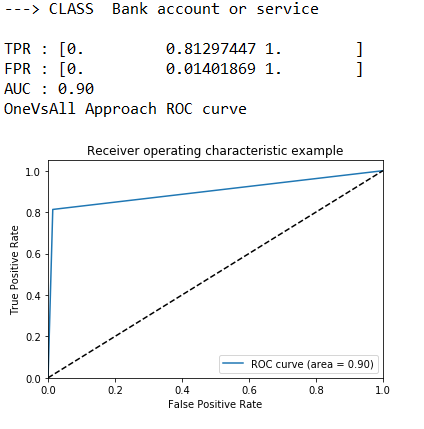 ---> CLASS  Bank account or service
TPR : [0.         0.81297447 1.        ]
FPR : [0.         0.01401869 1.        ]
AUC : 0.90
OneVsAll Approach ROC curve
Receiver operating characteristic example
1.0
0.8
0.6
0.4
0.2
0.0
True Positive Rate
ROC curve (area = 0.90)
0.0 0.2 0.4 0.6 0.8 1.0
False Positive Rate